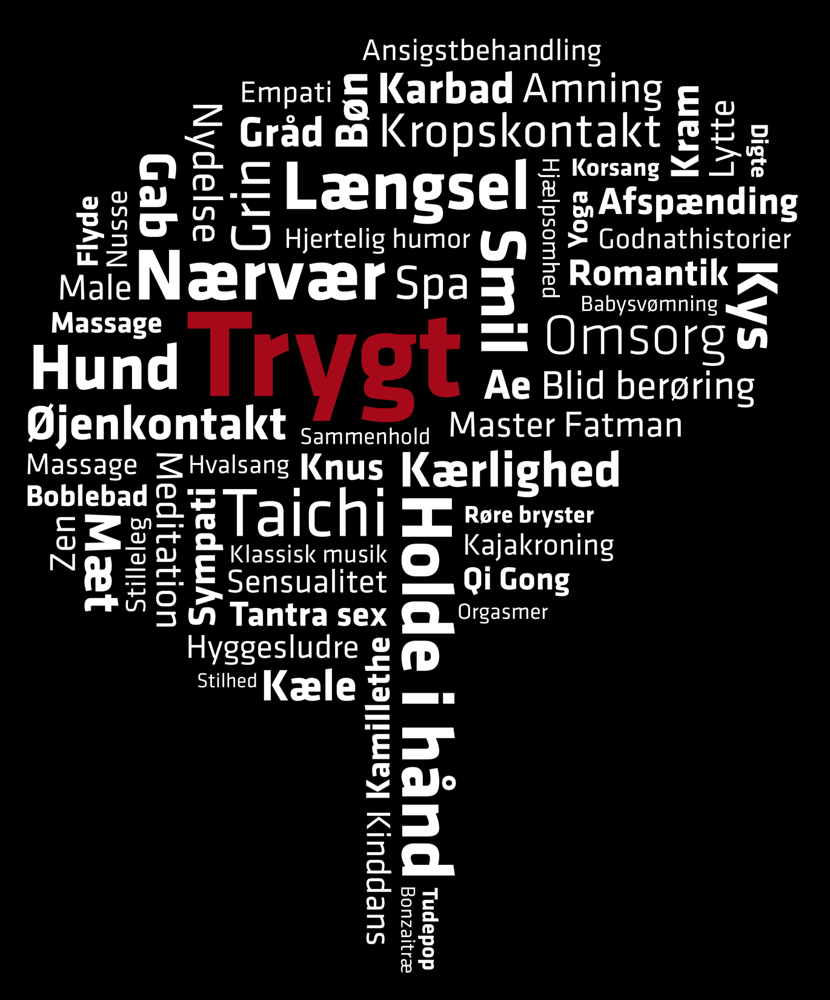 Ansigstbehandling
Empati
Bøn
Karbad
Amning
Kram
Lytte
Digte
Nydelse
Gråd
Kropskontakt
Gab
Grin
Længsel
Hjælpsomhed
Korsang
Flyde
Nusse
Yoga
Afspænding
Hjertelig humor
Smil
Godnathistorier
Male
Nærvær
Spa
Romantik
Kys
Babysvømning
Massage
Trygt
Omsorg
Hund
Ae
Blid berøring
Øjenkontakt
Sammenhold
Master Fatman
Massage
Meditation
Hvalsang
Knus
Kærlighed
Boblebad
Sympati
Taichi
Holde i hånd
Røre bryster
Zen
Mæt
Stilleleg
Kajakroning
Klassisk musik
Sensualitet
Qi Gong
Tantra sex
Orgasmer
Hyggesludre
Kamillethe
Stilhed
Kæle
Kinddans
Bonzaitræ
Tudepop